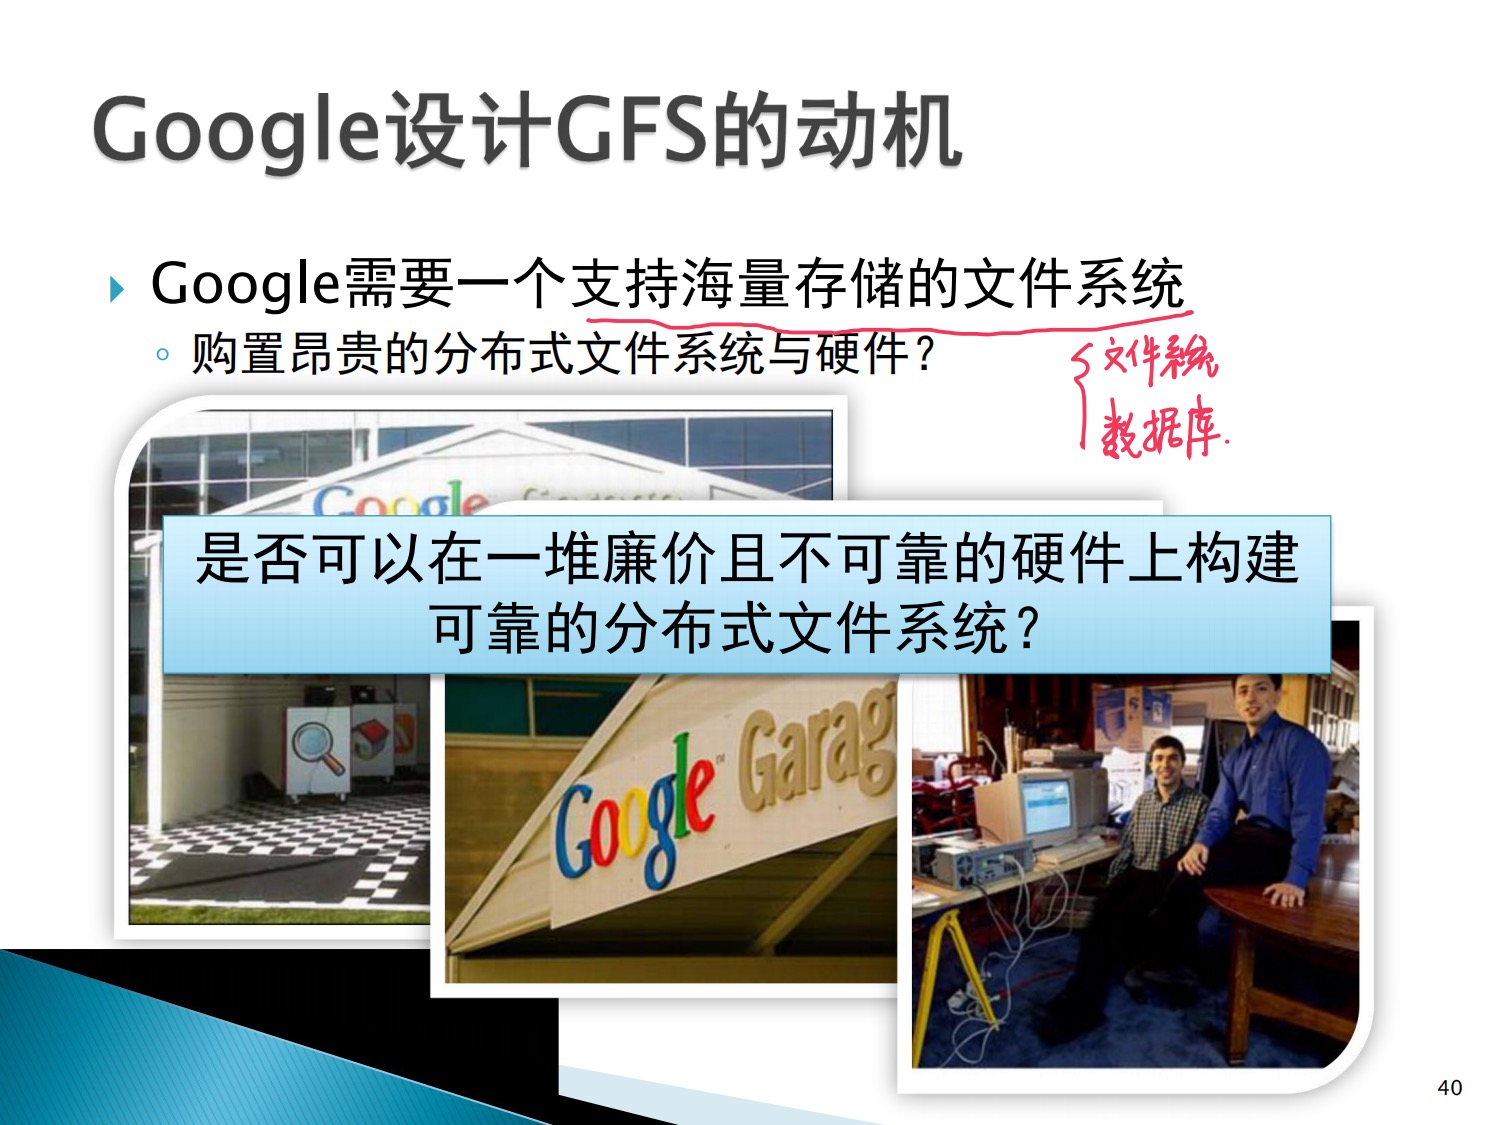 Google设计GFS的动机
Google需要一个支持海量存储的文件系统
购置昂贵的分布式文件系统与硬件？
文件系统
数据库.
Google Garage
是否可以在一堆廉价且不可靠的硬件上构建
可靠的分布式文件系统？
Google Garag
40